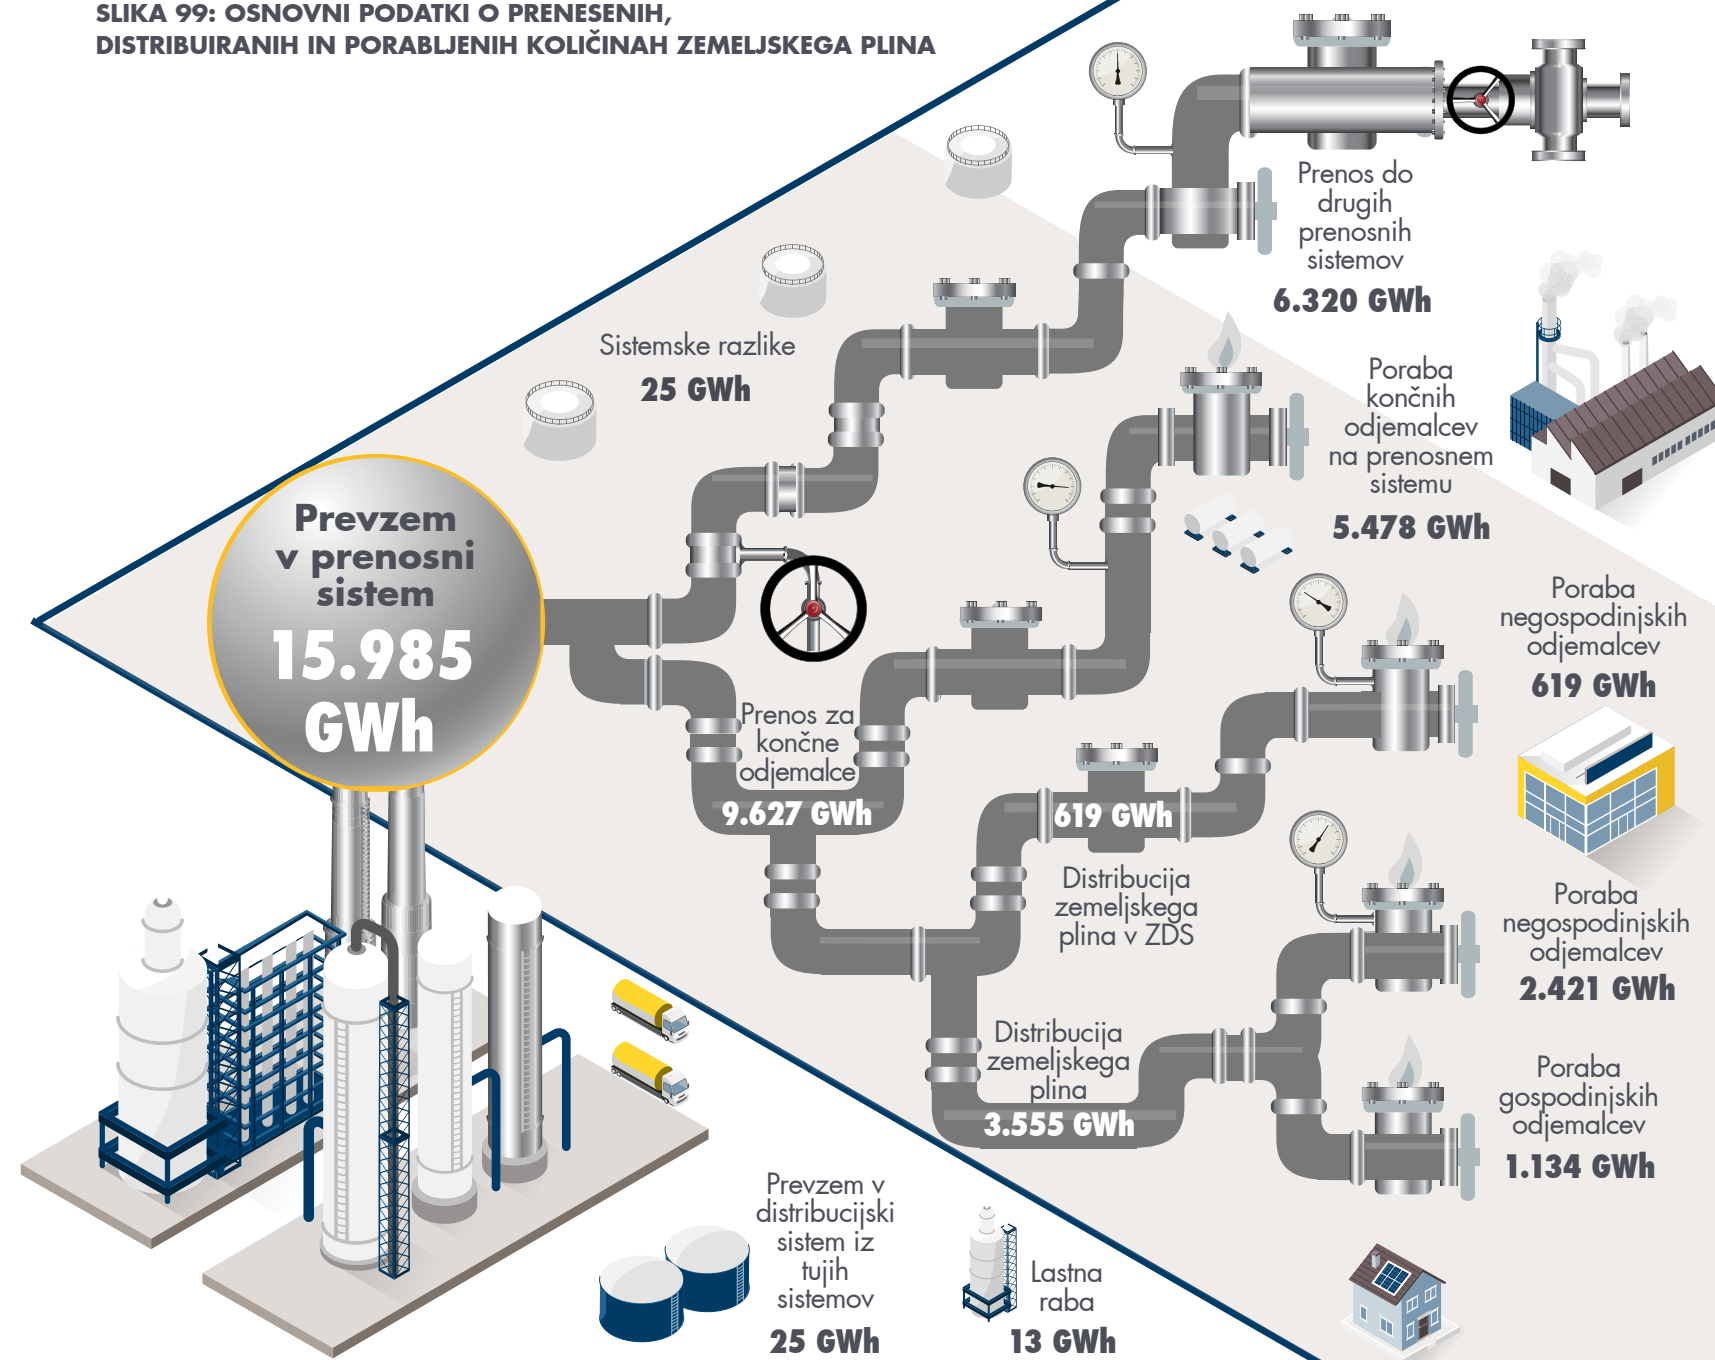 SLIKA 99: OSNOVNI PODATKI O PRENESENIH,
DISTRIBUIRANIH IN PORABLJENIH KOLIČINAH ZEMELJSKEGA PLINA
Prenos do
drugih
prenosnih
sistemov
6.320 GWh
Sistemske razlike
25 GWh
Poraba
končnih
odjemalcev
na prenosnem
sistemu
5.478 GWh
Prevzem
v prenosni
sistem
15.985
GWh
Poraba
negospodinjskih
odjemalcev
619 GWh
Prenos za
končne
odjemalce
9.627 GWh
619 GWh
Distribucija
zemeljskega
plina v ZDS
Poraba
negospodinjskih
odjemalcev
2.421 GWh
Distribucija
zemeljskega
plina
3.555 GWh
Poraba
gospodinjskih
odjemalcev
1.134 GWh
Prevzem v
distribucijski
sistem iz
tujih
sistemov
25 GWh
Lastna
raba
13 GWh